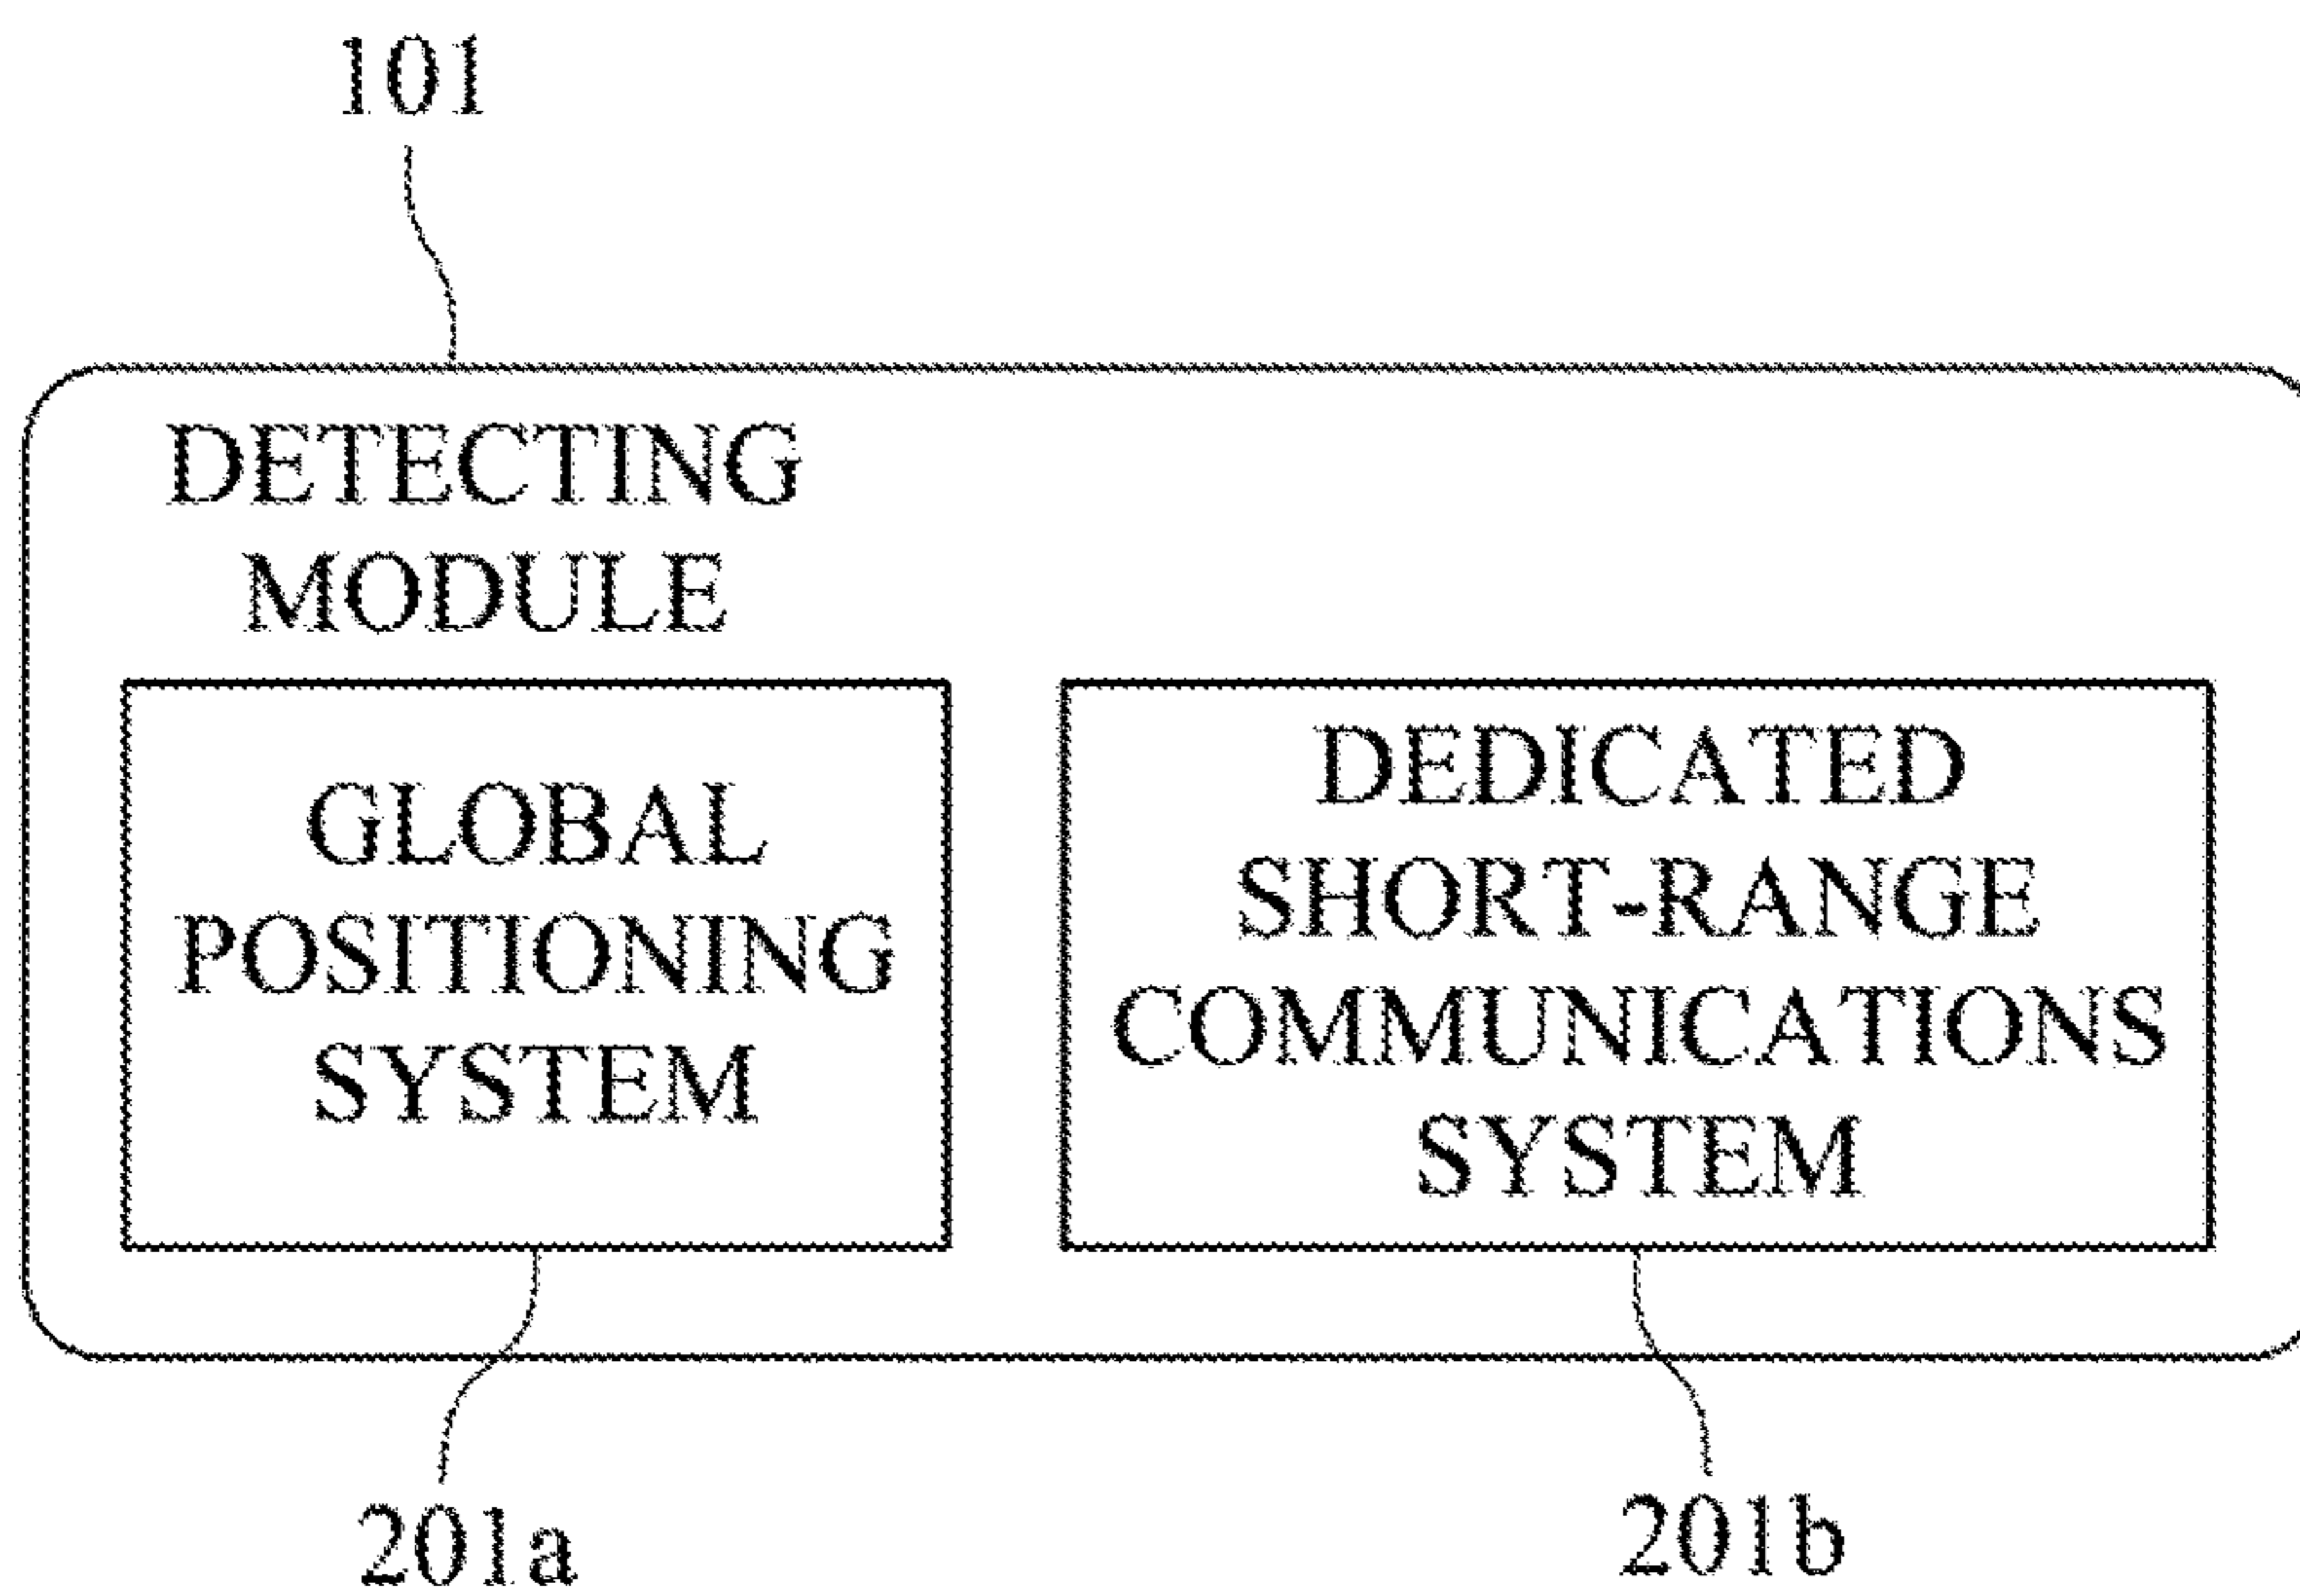 101
DETECTING
MODULE
GLOBAL
POSITIONING
SYSTEM
DEDICATED
SHORT-RANGE
COMMUNICATIONS
SYSTEM
201a
201b